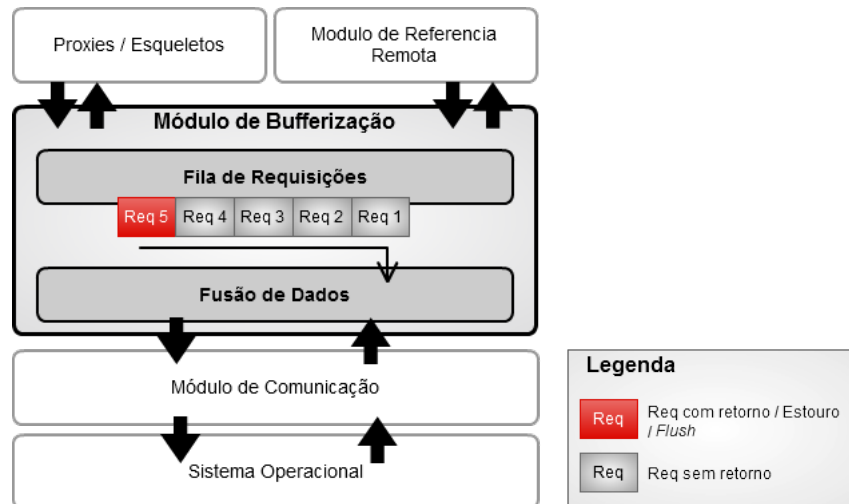 Proxies / Esqueletos
Modulo de Referencia
Remota
Módulo de Bufferização
Fila de Requisições
Req 5 Req 4 Req 3 Req 2 Req 1
Fusão de Dados
Módulo de Comunicação
Sistema Operacional
Legenda
Req Req com retorno / Estouro
/ Flush
Req Req sem retorno